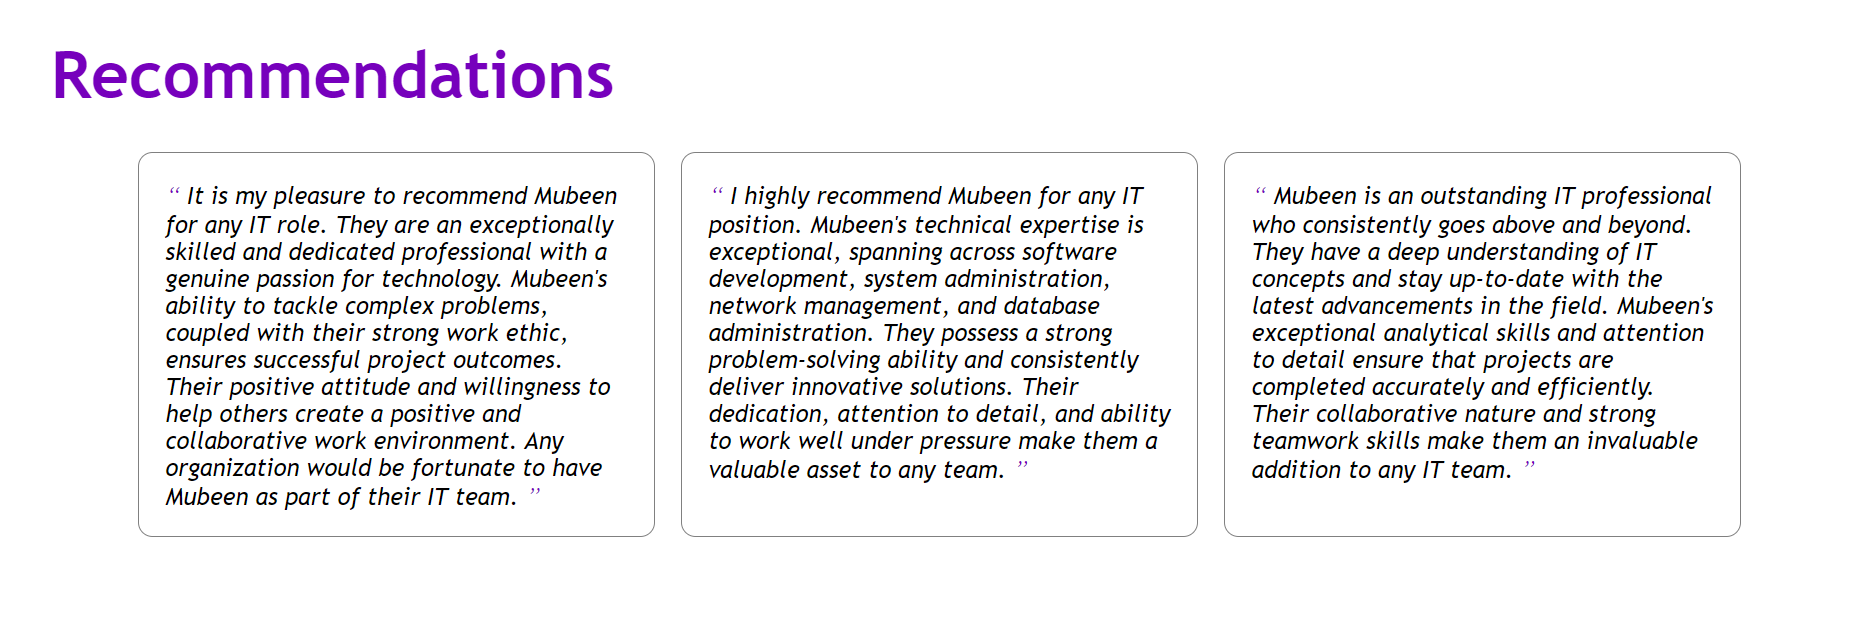 Recommendations
“ It is my pleasure to recommend Mubeen
for any IT role. They are an exceptionally
skilled and dedicated professional with a
genuine passion for technology. Mubeen's
ability to tackle complex problems,
coupled with their strong work ethic,
ensures successful project outcomes.
Their positive attitude and willingness to
help others create a positive and
collaborative work environment. Any
organization would be fortunate to have
Mubeen as part of their IT team. ”
“ I highly recommend Mubeen for any IT
position. Mubeen's technical expertise is
exceptional, spanning across software
development, system administration,
network management, and database
administration. They possess a strong
problem-solving ability and consistently
deliver innovative solutions. Their
dedication, attention to detail, and ability
to work well under pressure make them a
valuable asset to any team. ”
“ Mubeen is an outstanding IT professional
who consistently goes above and beyond.
They have a deep understanding of IT
concepts and stay up-to-date with the
latest advancements in the field. Mubeen's
exceptional analytical skills and attention
to detail ensure that projects are
completed accurately and efficiently.
Their collaborative nature and strong
teamwork skills make them an invaluable
addition to any IT team. ”